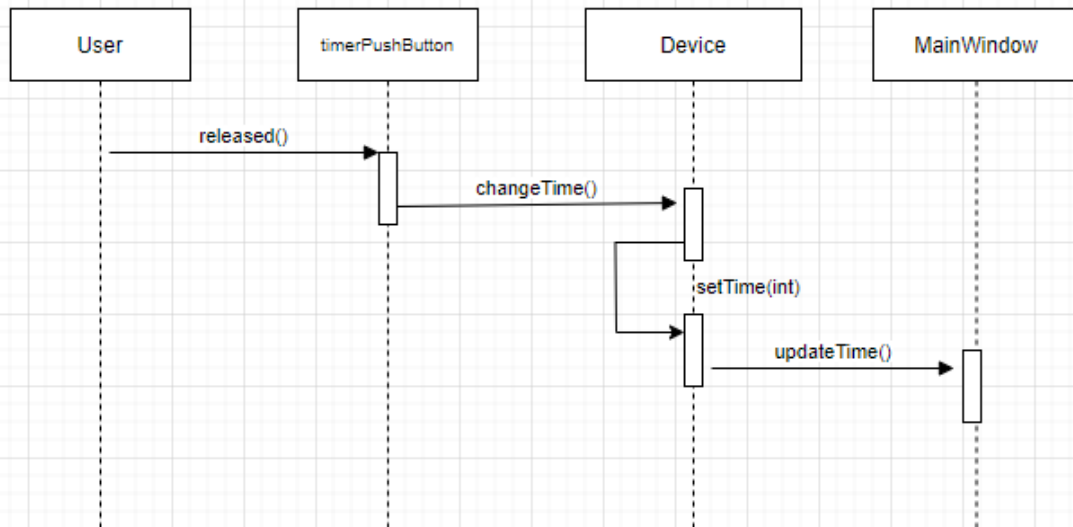 User
timerPushButton
Device
MainWindow
released()
changeTime()
setTime(int)
updateTime()